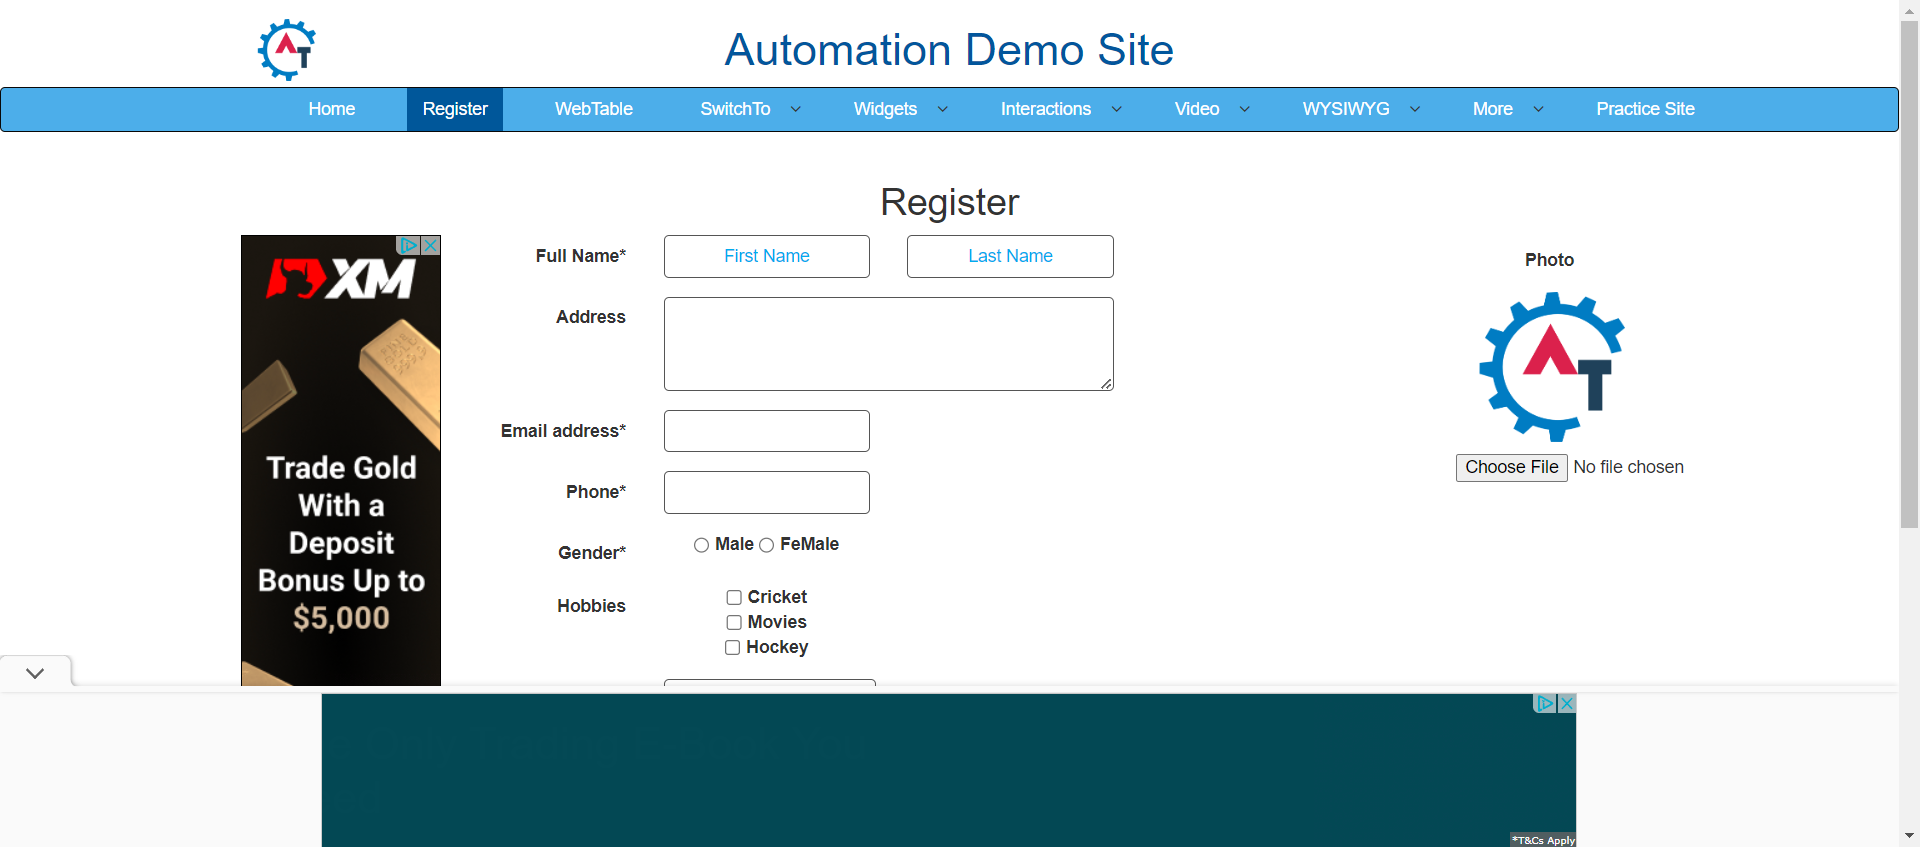 AT
Automation Demo Site
Home Register WebTable SwitchTo Widgets Interactions Video WYSIWYG More Practice Site
Register
Full Name* First Name Last Name
Photo
Address
AT
Email address*
Choose File No file chosen
Phone*
Gender* Male FeMale
Hobbies Cricket
Movies
Hockey
XM
Trade Gold
With a
Deposit
Bonus Up to
$5,000
*T&Cs Apply